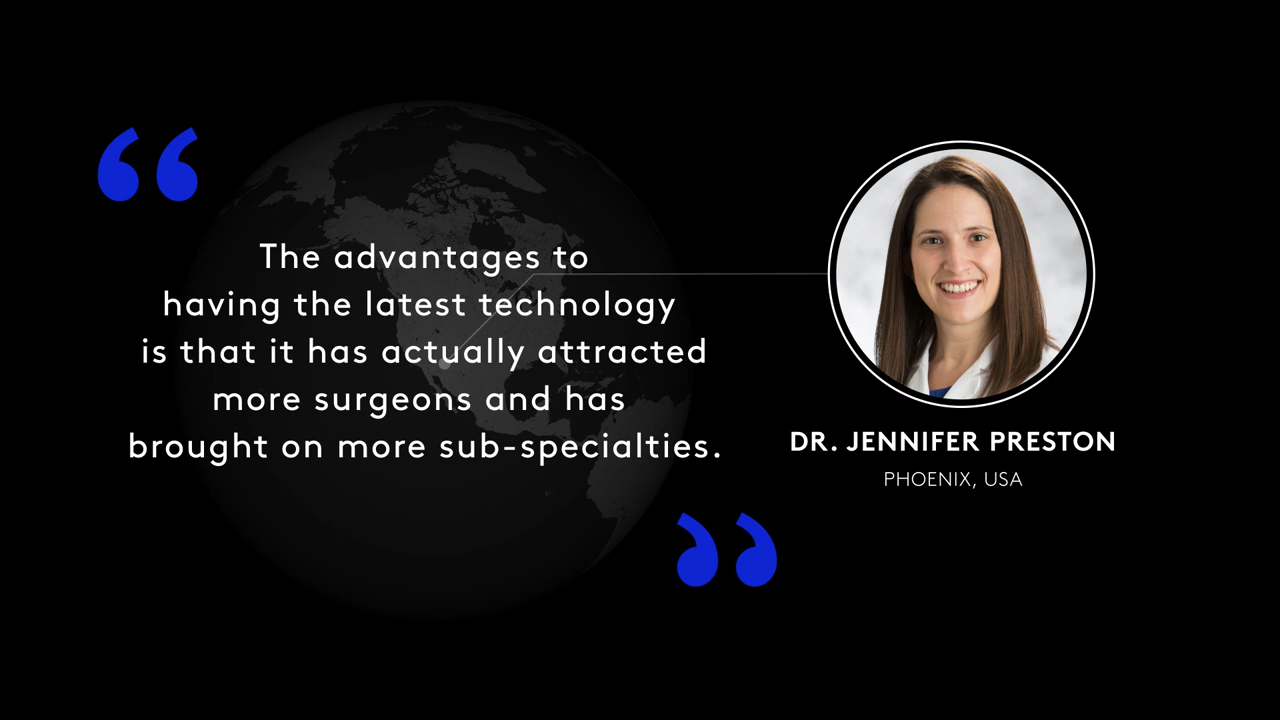 “
The advantages to
having the latest technology
is that it has actually attracted
more surgeons and has
brought on more sub-specialties.
”
DR. JENNIFER PRESTON
PHOENIX, USA